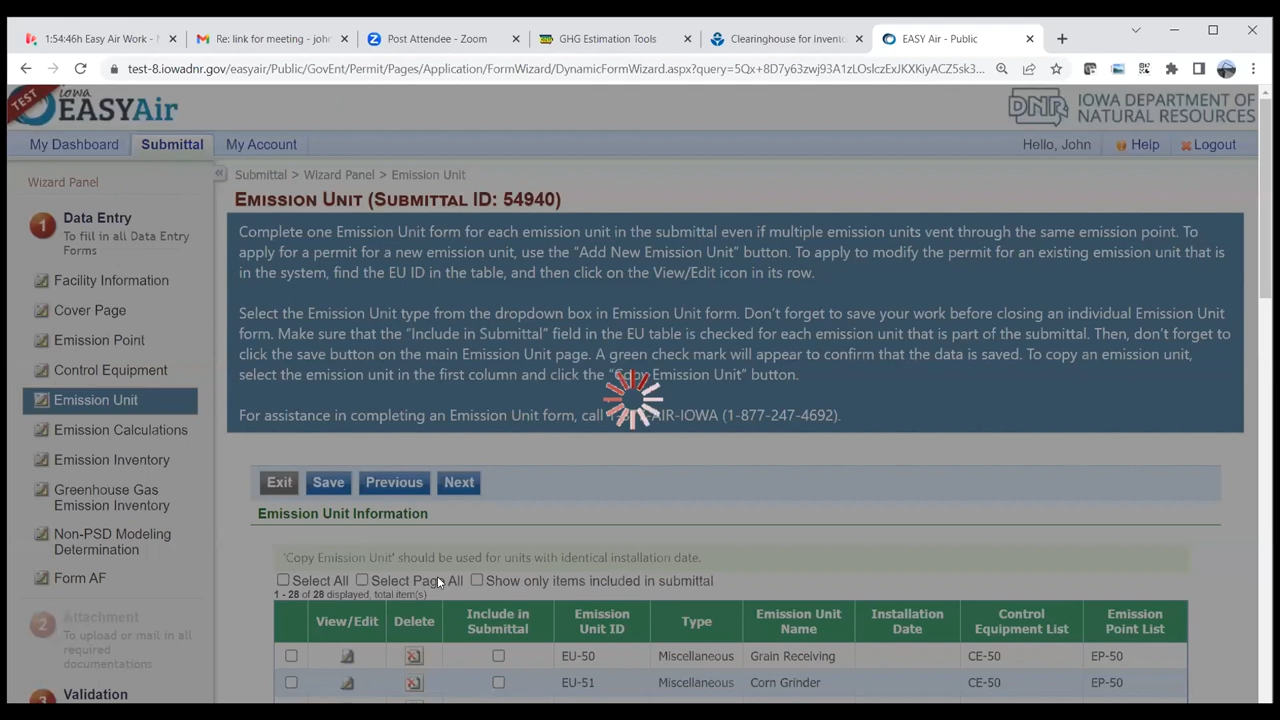 1:54:46h Easy Air Work -
Re: link for meeting - john
Post Attendee - Zoom
GHG Estimation Tools
Clearinghouse for invento
EASY Air - Public
test-8.iowadnr.gov/easyair/Public/GovEnt/Permit/Pages/Application/FormWizard/DynamicFormWizard.aspx?query=5Qx+8D7y63zwj93A1zLOslczExJKXKiyACZ5sk3...
TEST
iowa
EASYAir
DNR
IOWA DEPARTMENT OF
NATURAL RESOURCES
My Dashboard
Submittal
My Account
Hello, John
Help
Logout
Wizard Panel
1
Data Entry
To fill in all Data Entry
Forms
Facility Information
Cover Page
Emission Point
Control Equipment
Emission Unit
Emission Calculations
Emission Inventory
Greenhouse Gas
Emission Inventory
Non-PSD Modeling
Determination
Form AF
2
Attachment
To upload or mail in all
required
documentations
3
Validation
Submittal > Wizard Panel > Emission Unit
EMISSION UNIT (SUBMITTAL ID: 54940)
Complete one Emission Unit form for each emission unit in the submittal even if multiple emission units vent through the same emission point. To
apply for a permit for a new emission unit, use the “Add New Emission Unit” button. To apply to modify the permit for an existing emission unit that is
in the system, find the EU ID in the table, and then click on the View/Edit icon in its row.
Select the Emission Unit type from the dropdown box in Emission Unit form. Don’t forget to save your work before closing an individual Emission Unit
form. Make sure that the “Include in Submittal” field in the EU table is checked for each emission unit that is part of the submittal. Then, don’t forget to
click the save button on the main Emission Unit page. A green check mark will appear to confirm that the data is saved. To copy an emission unit,
select the emission unit in the first column and click the “Copy Emission Unit” button.
For assistance in completing an Emission Unit form, call AIR-IOWA (1-877-247-4692).
Exit
Save
Previous
Next
Emission Unit Information
'Copy Emission Unit' should be used for units with identical installation date.
Select All
Select Page All
Show only items included in submittal
1 - 28 of 28 displayed, total item(s)
View/Edit
Delete
Include in
Submittal
Emission
Unit ID
Type
Emission Unit
Name
Installation
Date
Control
Equipment List
Emission
Point List
EU-50 Miscellaneous Grain Receiving CE-50 EP-50
EU-51 Miscellaneous Corn Grinder CE-50 EP-50